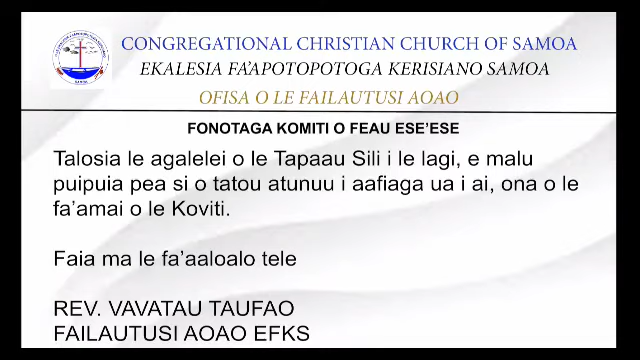 CONGREGATIONAL CHRISTIAN CHURCH OF SAMOA
EKALESIA FA'APOTOPOTOGA KERISIANO SAMOA
OFISA O LE FAILAUTUSI AOAO
FONOTAGA KOMITI O FEAU ESE'ESE
Talosia le agalelei o le Tapaau Sili i le lagi, e malu
puipuia pea si o tatou atunuu i aafiaga ua i ai, ona o le
fa'amai o le Koviti.
Faia ma le fa'aaloalo tele
REV. VAVATAU TAUFAO
FAILAUTUSI AOAO EFKS